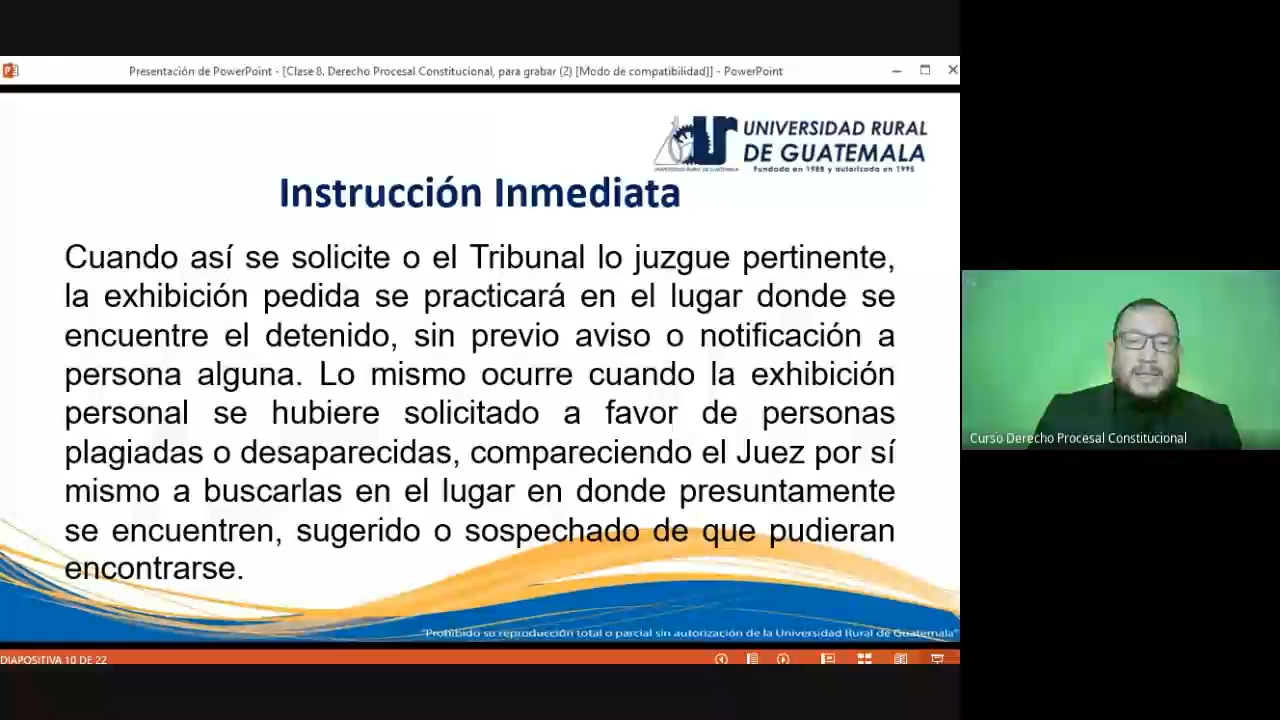 Presentación de PowerPoint - [Clase 8. Derecho Procesal Constitucional, para grabar (2) [Modo de compatibilidad]] - PowerPoint
UNIVERSIDAD RURAL
DE GUATEMALA
Fundada en 1988 y autorizada en 1995
UNIVERSIDAD RURAL DE GUATEMALA
Instrucción Inmediata
Cuando así se solicite o el Tribunal lo juzgue pertinente,
la exhibición pedida se practicará en el lugar donde se
encuentre el detenido, sin previo aviso o notificación a
persona alguna. Lo mismo ocurre cuando la exhibición
personal se hubiere solicitado a favor de personas
plagiadas o desaparecidas, compareciendo el Juez por sí
mismo a buscarlas en el lugar en donde presuntamente
se encuentren, sugerido o sospechado de que pudieran
encontrarse.
"Prohibido su reproducción total o parcial sin autorización de la Universidad Rural de Guatemala"
DIAPOSITIVA 10 DE 22
Curso Derecho Procesal Constitucional